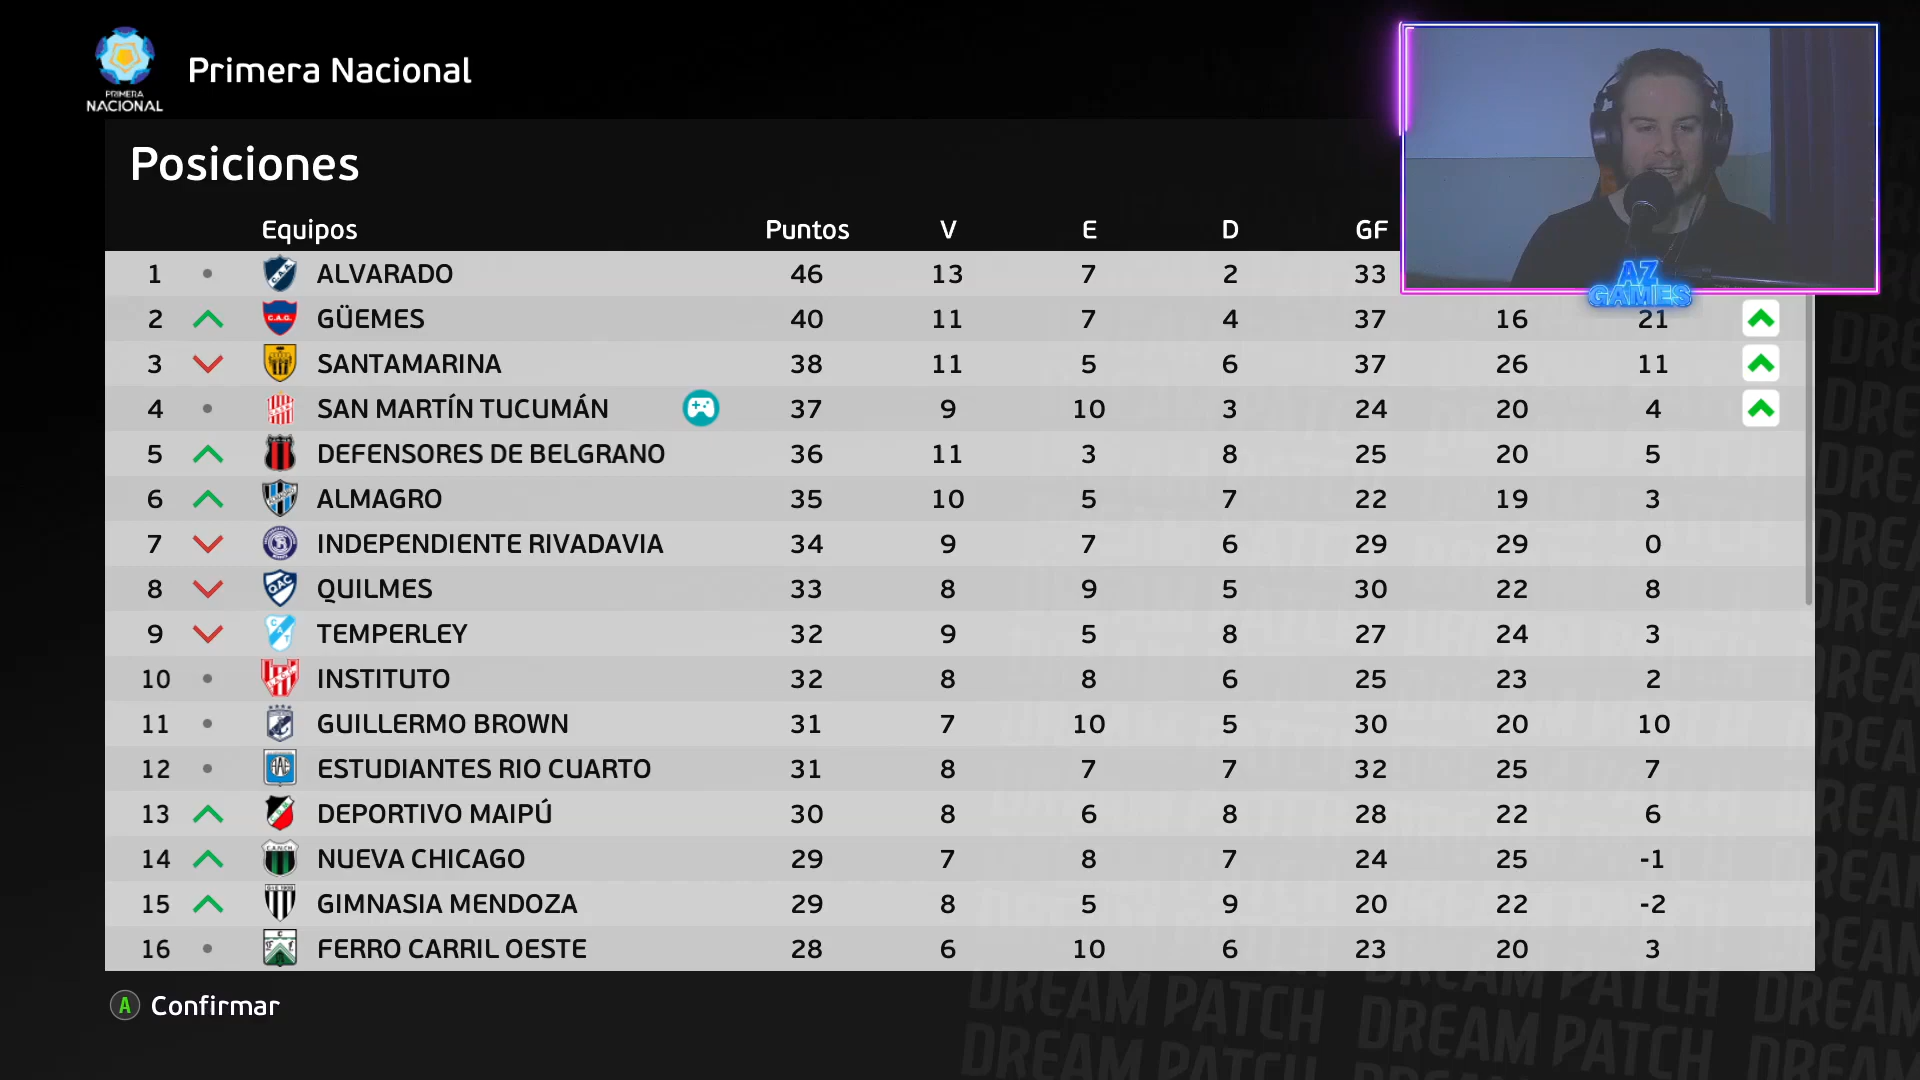 PRIMERA
NACIONAL
Primera Nacional
Posiciones
Equipos Puntos V E D GF
1 ALVARADO 46 13 7 2 33
AZ
GAMES
2 GÜEMES 40 11 7 4 37 16 21
3 SANTAMARINA 38 11 5 6 37 26 11
4 SAN MARTÍN TUCUMÁN 37 9 10 3 24 20 4
5 DEFENSORES DE BELGRANO 36 11 3 8 25 20 5
6 ALMAGRO 35 10 5 7 22 19 3
7 INDEPENDIENTE RIVADAVIA 34 9 7 6 29 29 0
8 QUILMES 33 8 9 5 30 22 8
9 TEMPERLEY 32 9 5 8 27 24 3
10 INSTITUTO 32 8 8 6 25 23 2
11 GUILLERMO BROWN 31 7 10 5 30 20 10
12 ESTUDIANTES RIO CUARTO 31 8 7 7 32 25 7
13 DEPORTIVO MAIPÚ 30 8 6 8 28 22 6
14 NUEVA CHICAGO 29 7 8 7 24 25 -1
15 GIMNASIA MENDOZA 29 8 5 9 20 22 -2
16 FERRO CARRIL OESTE 28 6 10 6 23 20 3
A Confirmar
DREAM PATCH DREAM PATCH DREAM
DREAM PATCH DREAM PATCH DREAM